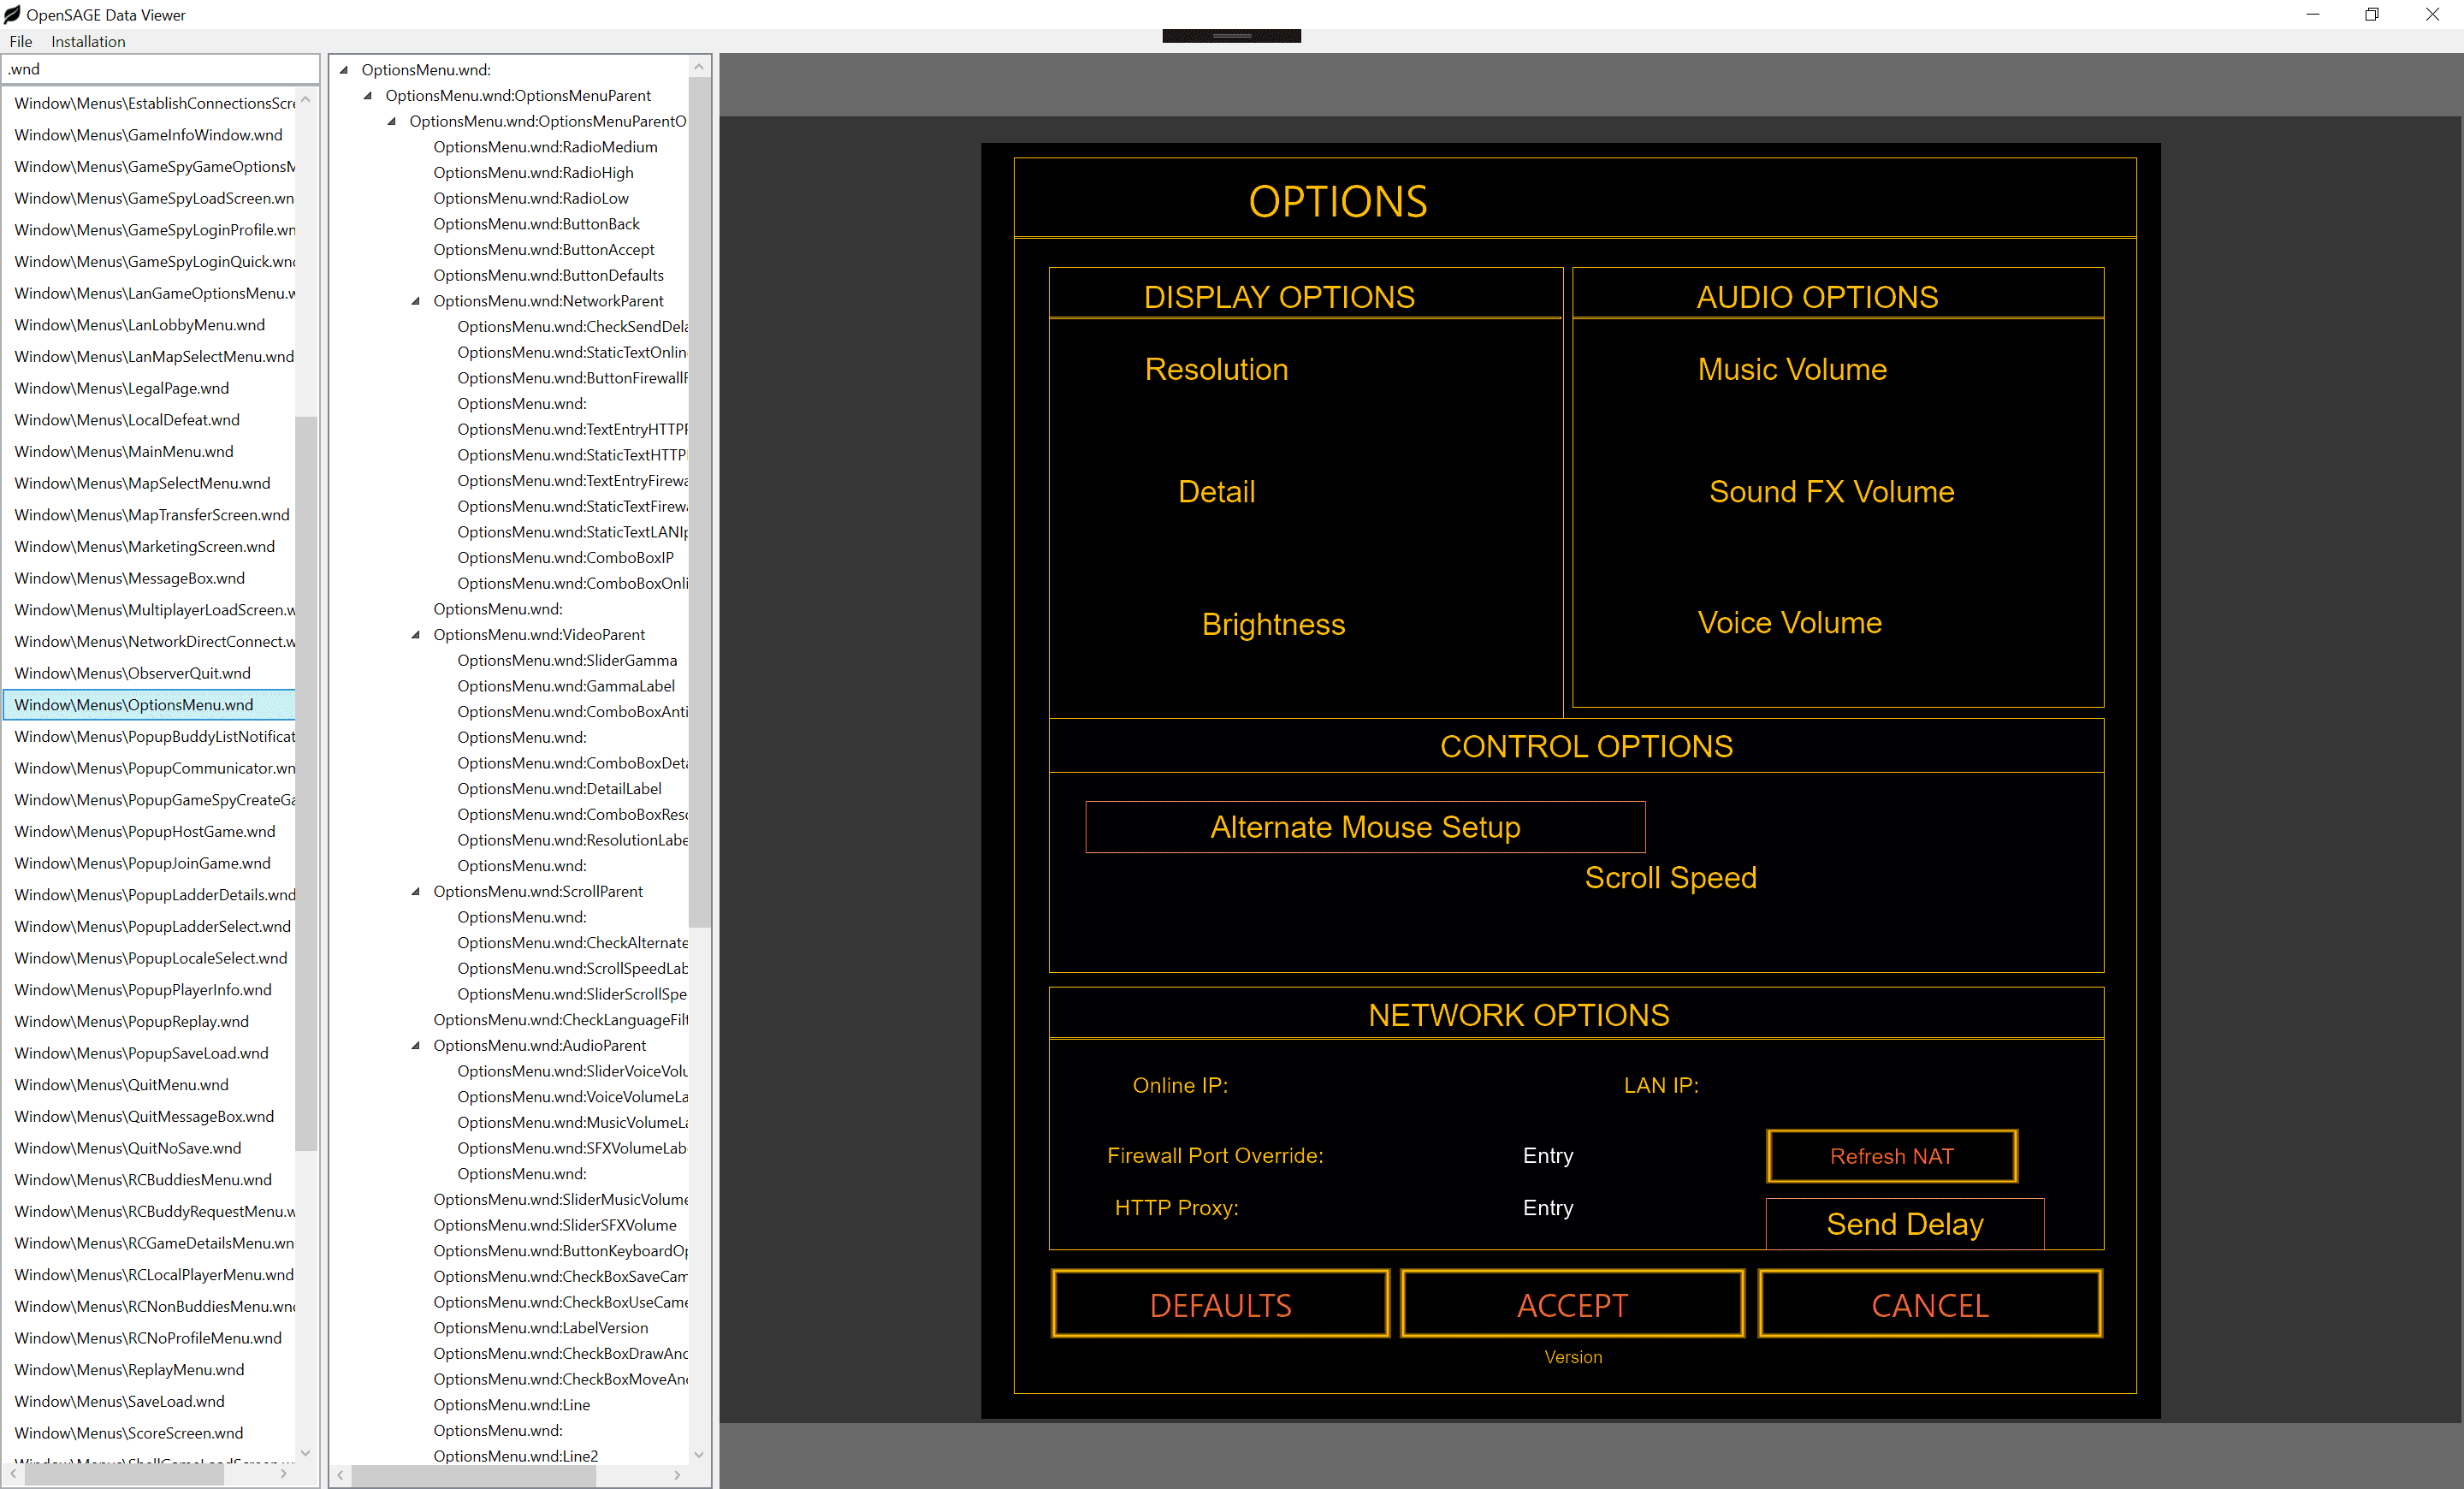 OpenSAGE Data Viewer
File Installation
.wnd
Window\Menus\EstablishConnectionsScre
Window\Menus\GameInfoWindow.wnd
Window\Menus\GameSpyGameOptionsM
Window\Menus\GameSpyLoadScreen.wn
Window\Menus\GameSpyLoginProfile.wn
Window\Menus\GameSpyLoginQuick.wn
Window\Menus\LanGameOptionsMenu.w
Window\Menus\LanLobbyMenu.wnd
Window\Menus\LanMapSelectMenu.wnd
Window\Menus\LegalPage.wnd
Window\Menus\LocalDefeat.wnd
Window\Menus\MainMenu.wnd
Window\Menus\MapSelectMenu.wnd
Window\Menus\MapTransferScreen.wnd
Window\Menus\MarketingScreen.wnd
Window\Menus\MessageBox.wnd
Window\Menus\MultiplayerLoadScreen.w
Window\Menus\NetworkDirectConnect.w
Window\Menus\ObserverQuit.wnd
Window\Menus\OptionsMenu.wnd
Window\Menus\PopupBuddyListNotificat
Window\Menus\PopupCommunicator.wn
Window\Menus\PopupGameSpyCreateGa
Window\Menus\PopupHostGame.wnd
Window\Menus\PopupJoinGame.wnd
Window\Menus\PopupLadderDetails.wnd
Window\Menus\PopupLadderSelect.wnd
Window\Menus\PopupLocaleSelect.wnd
Window\Menus\PopupPlayerInfo.wnd
Window\Menus\PopupReplay.wnd
Window\Menus\PopupSaveLoad.wnd
Window\Menus\QuitMenu.wnd
Window\Menus\QuitMessageBox.wnd
Window\Menus\QuitNoSave.wnd
Window\Menus\RCBuddiesMenu.wnd
Window\Menus\RCBuddyRequestMenu.w
Window\Menus\RCGameDetailsMenu.wn
Window\Menus\RCLocalPlayerMenu.wnd
Window\Menus\RCNonBuddiesMenu.wn
Window\Menus\RCNoProfileMenu.wnd
Window\Menus\ReplayMenu.wnd
Window\Menus\SaveLoad.wnd
Window\Menus\ScoreScreen.wnd
OptionsMenu.wnd:
OptionsMenu.wnd:OptionsMenuParent
OptionsMenu.wnd:OptionsMenuParentO
OptionsMenu.wnd:RadioMedium
OptionsMenu.wnd:RadioHigh
OptionsMenu.wnd:RadioLow
OptionsMenu.wnd:ButtonBack
OptionsMenu.wnd:ButtonAccept
OptionsMenu.wnd:ButtonDefaults
OptionsMenu.wnd:NetworkParent
OptionsMenu.wnd:CheckSendDela
OptionsMenu.wnd:StaticTextOnlin
OptionsMenu.wnd:ButtonFirewallR
OptionsMenu.wnd:
OptionsMenu.wnd:TextEntryHTTPP
OptionsMenu.wnd:StaticTextHTTP
OptionsMenu.wnd:TextEntryFirewa
OptionsMenu.wnd:StaticTextFirewa
OptionsMenu.wnd:StaticTextLANIp
OptionsMenu.wnd:ComboBoxIP
OptionsMenu.wnd:ComboBoxOnli
OptionsMenu.wnd:
OptionsMenu.wnd:VideoParent
OptionsMenu.wnd:SliderGamma
OptionsMenu.wnd:GammaLabel
OptionsMenu.wnd:ComboBoxAnti
OptionsMenu.wnd:
OptionsMenu.wnd:ComboBoxDeta
OptionsMenu.wnd:DetailLabel
OptionsMenu.wnd:ComboBoxReso
OptionsMenu.wnd:ResolutionLabe
OptionsMenu.wnd:
OptionsMenu.wnd:ScrollParent
OptionsMenu.wnd:
OptionsMenu.wnd:CheckAlternate
OptionsMenu.wnd:ScrollSpeedLab
OptionsMenu.wnd:SliderScrollSpe
OptionsMenu.wnd:CheckLanguageFilt
OptionsMenu.wnd:AudioParent
OptionsMenu.wnd:SliderVoiceVolu
OptionsMenu.wnd:VoiceVolumeLa
OptionsMenu.wnd:MusicVolumeLa
OptionsMenu.wnd:SFXVolumeLab
OptionsMenu.wnd:
OptionsMenu.wnd:SliderMusicVolume
OptionsMenu.wnd:SliderSFXVolume
OptionsMenu.wnd:ButtonKeyboardOp
OptionsMenu.wnd:CheckBoxSaveCam
OptionsMenu.wnd:CheckBoxUseCame
OptionsMenu.wnd:LabelVersion
OptionsMenu.wnd:CheckBoxDrawAnc
OptionsMenu.wnd:CheckBoxMoveAnc
OptionsMenu.wnd:Line
OptionsMenu.wnd:
OptionsMenu.wnd:Line2
OPTIONS
DISPLAY OPTIONS
Resolution
Detail
Brightness
AUDIO OPTIONS
Music Volume
Sound FX Volume
Voice Volume
CONTROL OPTIONS
Alternate Mouse Setup
Scroll Speed
NETWORK OPTIONS
Online IP: LAN IP:
Firewall Port Override: Entry Refresh NAT
HTTP Proxy: Entry Send Delay
DEFAULTS ACCEPT CANCEL
Version